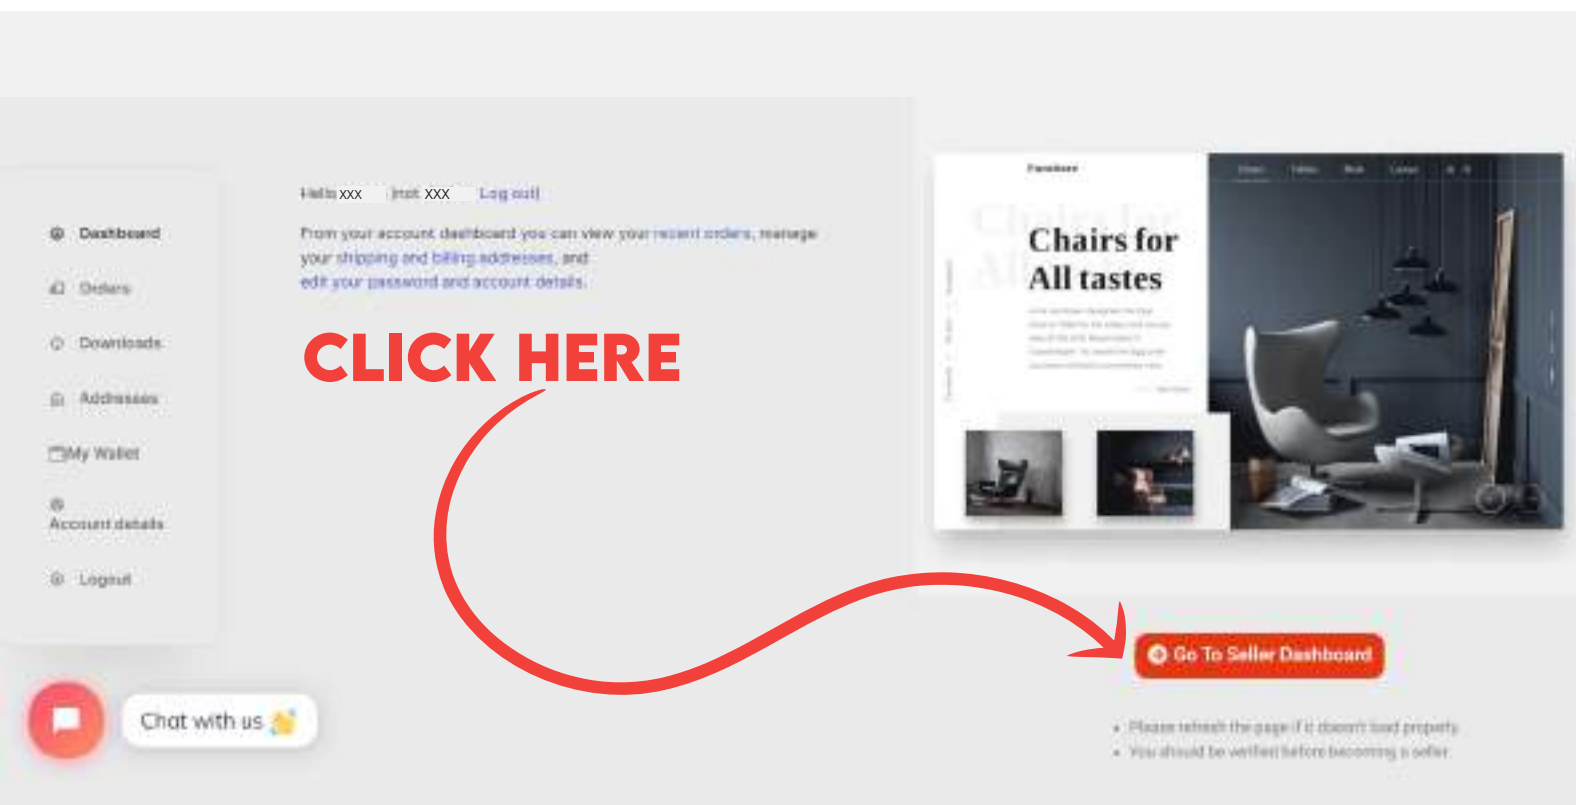 Hello XXX (not XXX Log out)
From your account dashboard you can view your recent orders, manage
your shipping and billing addresses, and
edit your password and account details.
Dashboard
Orders
Downloads
Addresses
My Wallet
Account details
Logout
CLICK HERE
Chat with us 👋
Furniture
Chairs for
All tastes
Go To Seller Dashboard
Please refresh the page if it doesn't load properly
You should be verified before becoming a seller